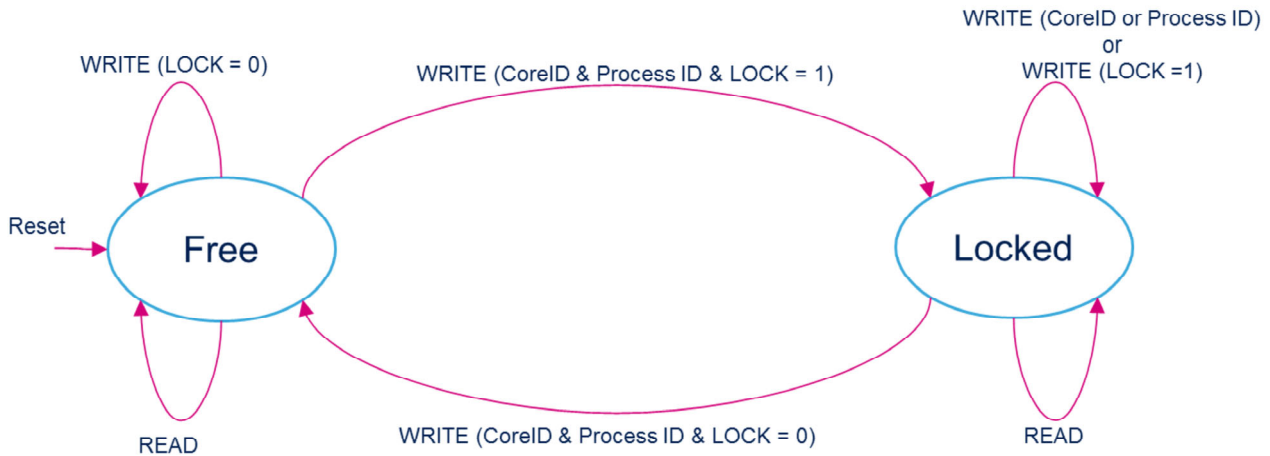 WRITE (CoreID or Process ID)
or
WRITE (LOCK =1)
WRITE (LOCK = 0)
WRITE (CoreID & Process ID & LOCK = 1)
Reset
Free
Locked
READ
WRITE (CoreID & Process ID & LOCK = 0)
READ